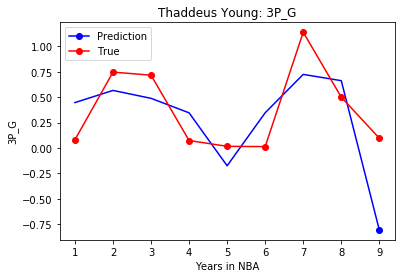 Thaddeus Young: 3P_G
Prediction
True
1.00
0.75
0.50
0.25
0.00
−0.25
−0.50
−0.75
3P_G
1 2 3 4 5 6 7 8 9
Years in NBA